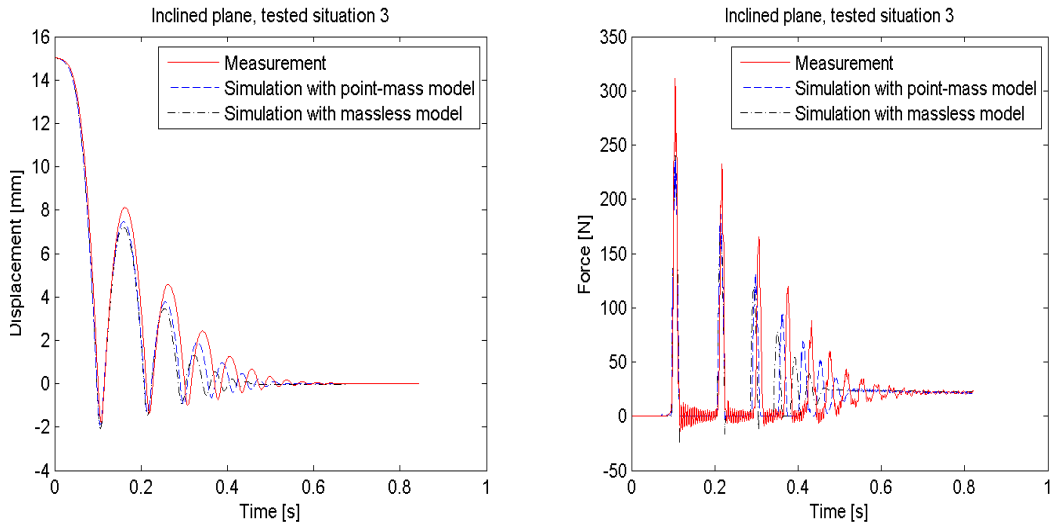 Inclined plane, tested situation 3
16
14
12
10
8
6
4
2
0
-2
-4
Displacement [mm]
Measurement
Simulation with point-mass model
Simulation with massless model
0
0.2
0.4
0.6
0.8
1
Time [s]
Inclined plane, tested situation 3
350
300
250
200
150
100
50
0
-50
Force [N]
Measurement
Simulation with point-mass model
Simulation with massless model
0
0.2
0.4
0.6
0.8
1
Time [s]